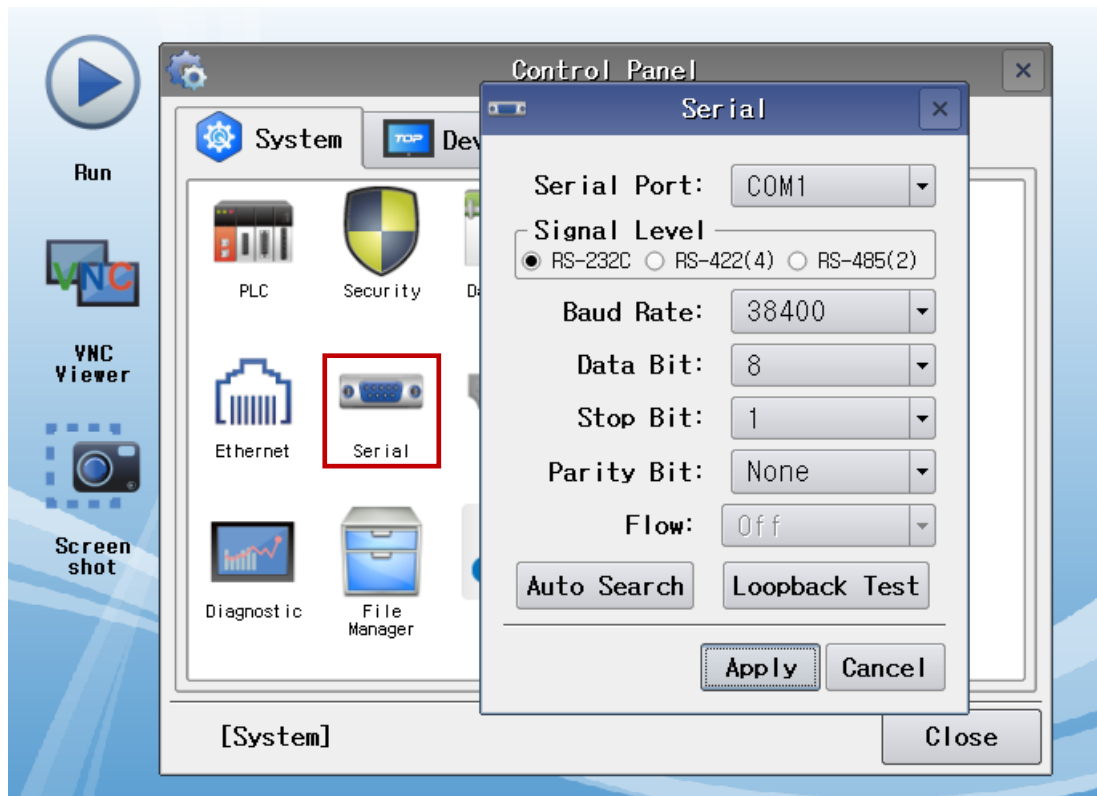 Run
VNC
Viewer
Screen
shot
Control Panel
System
TOP
PLC
Security
Ethernet
Serial
Diagnostic
File
Manager
[System]
Close
Serial
Serial Port: COM1
Signal Level
RS-232C RS-422(4) RS-485(2)
Baud Rate: 38400
Data Bit: 8
Stop Bit: 1
Parity Bit: None
Flow: Off
Auto Search Loopback Test
Apply Cancel